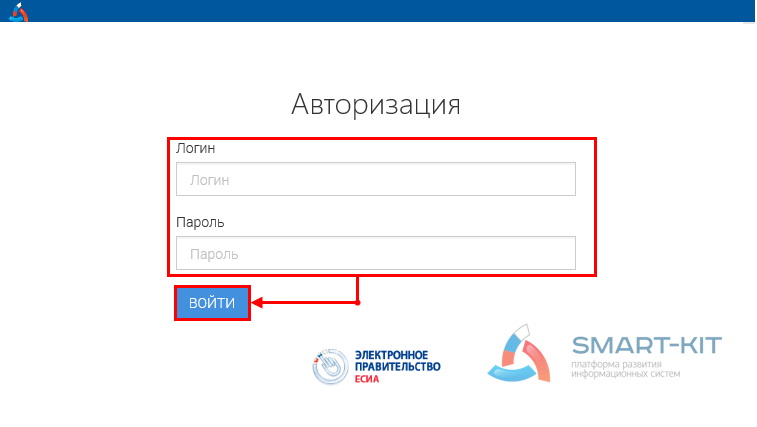 Авторизация
Логин
Логин
Пароль
Пароль
ВОЙТИ
ЭЛЕКТРОННОЕ
ПРАВИТЕЛЬСТВО
ЕСИА
SMART-KIT
платформа развития
информационных систем